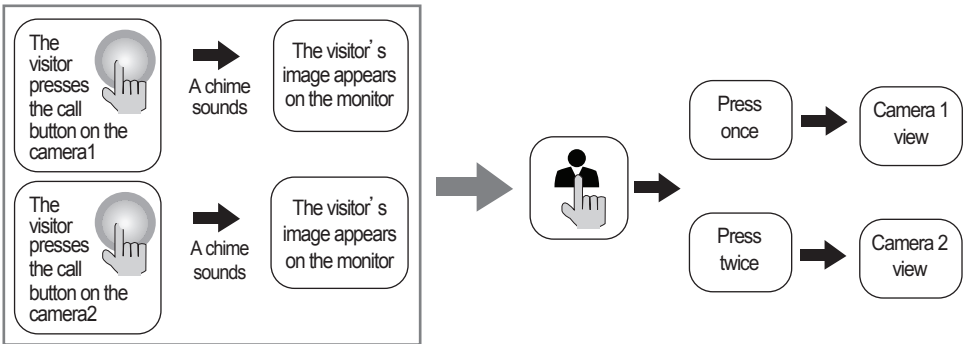 The
visitor
presses
the call
button on the
camera1
A chime
sounds
The visitor’s
image appears
on the monitor
The
visitor
presses
the call
button on the
camera2
A chime
sounds
The visitor’s
image appears
on the monitor
Press
once
Camera 1
view
Press
twice
Camera 2
view